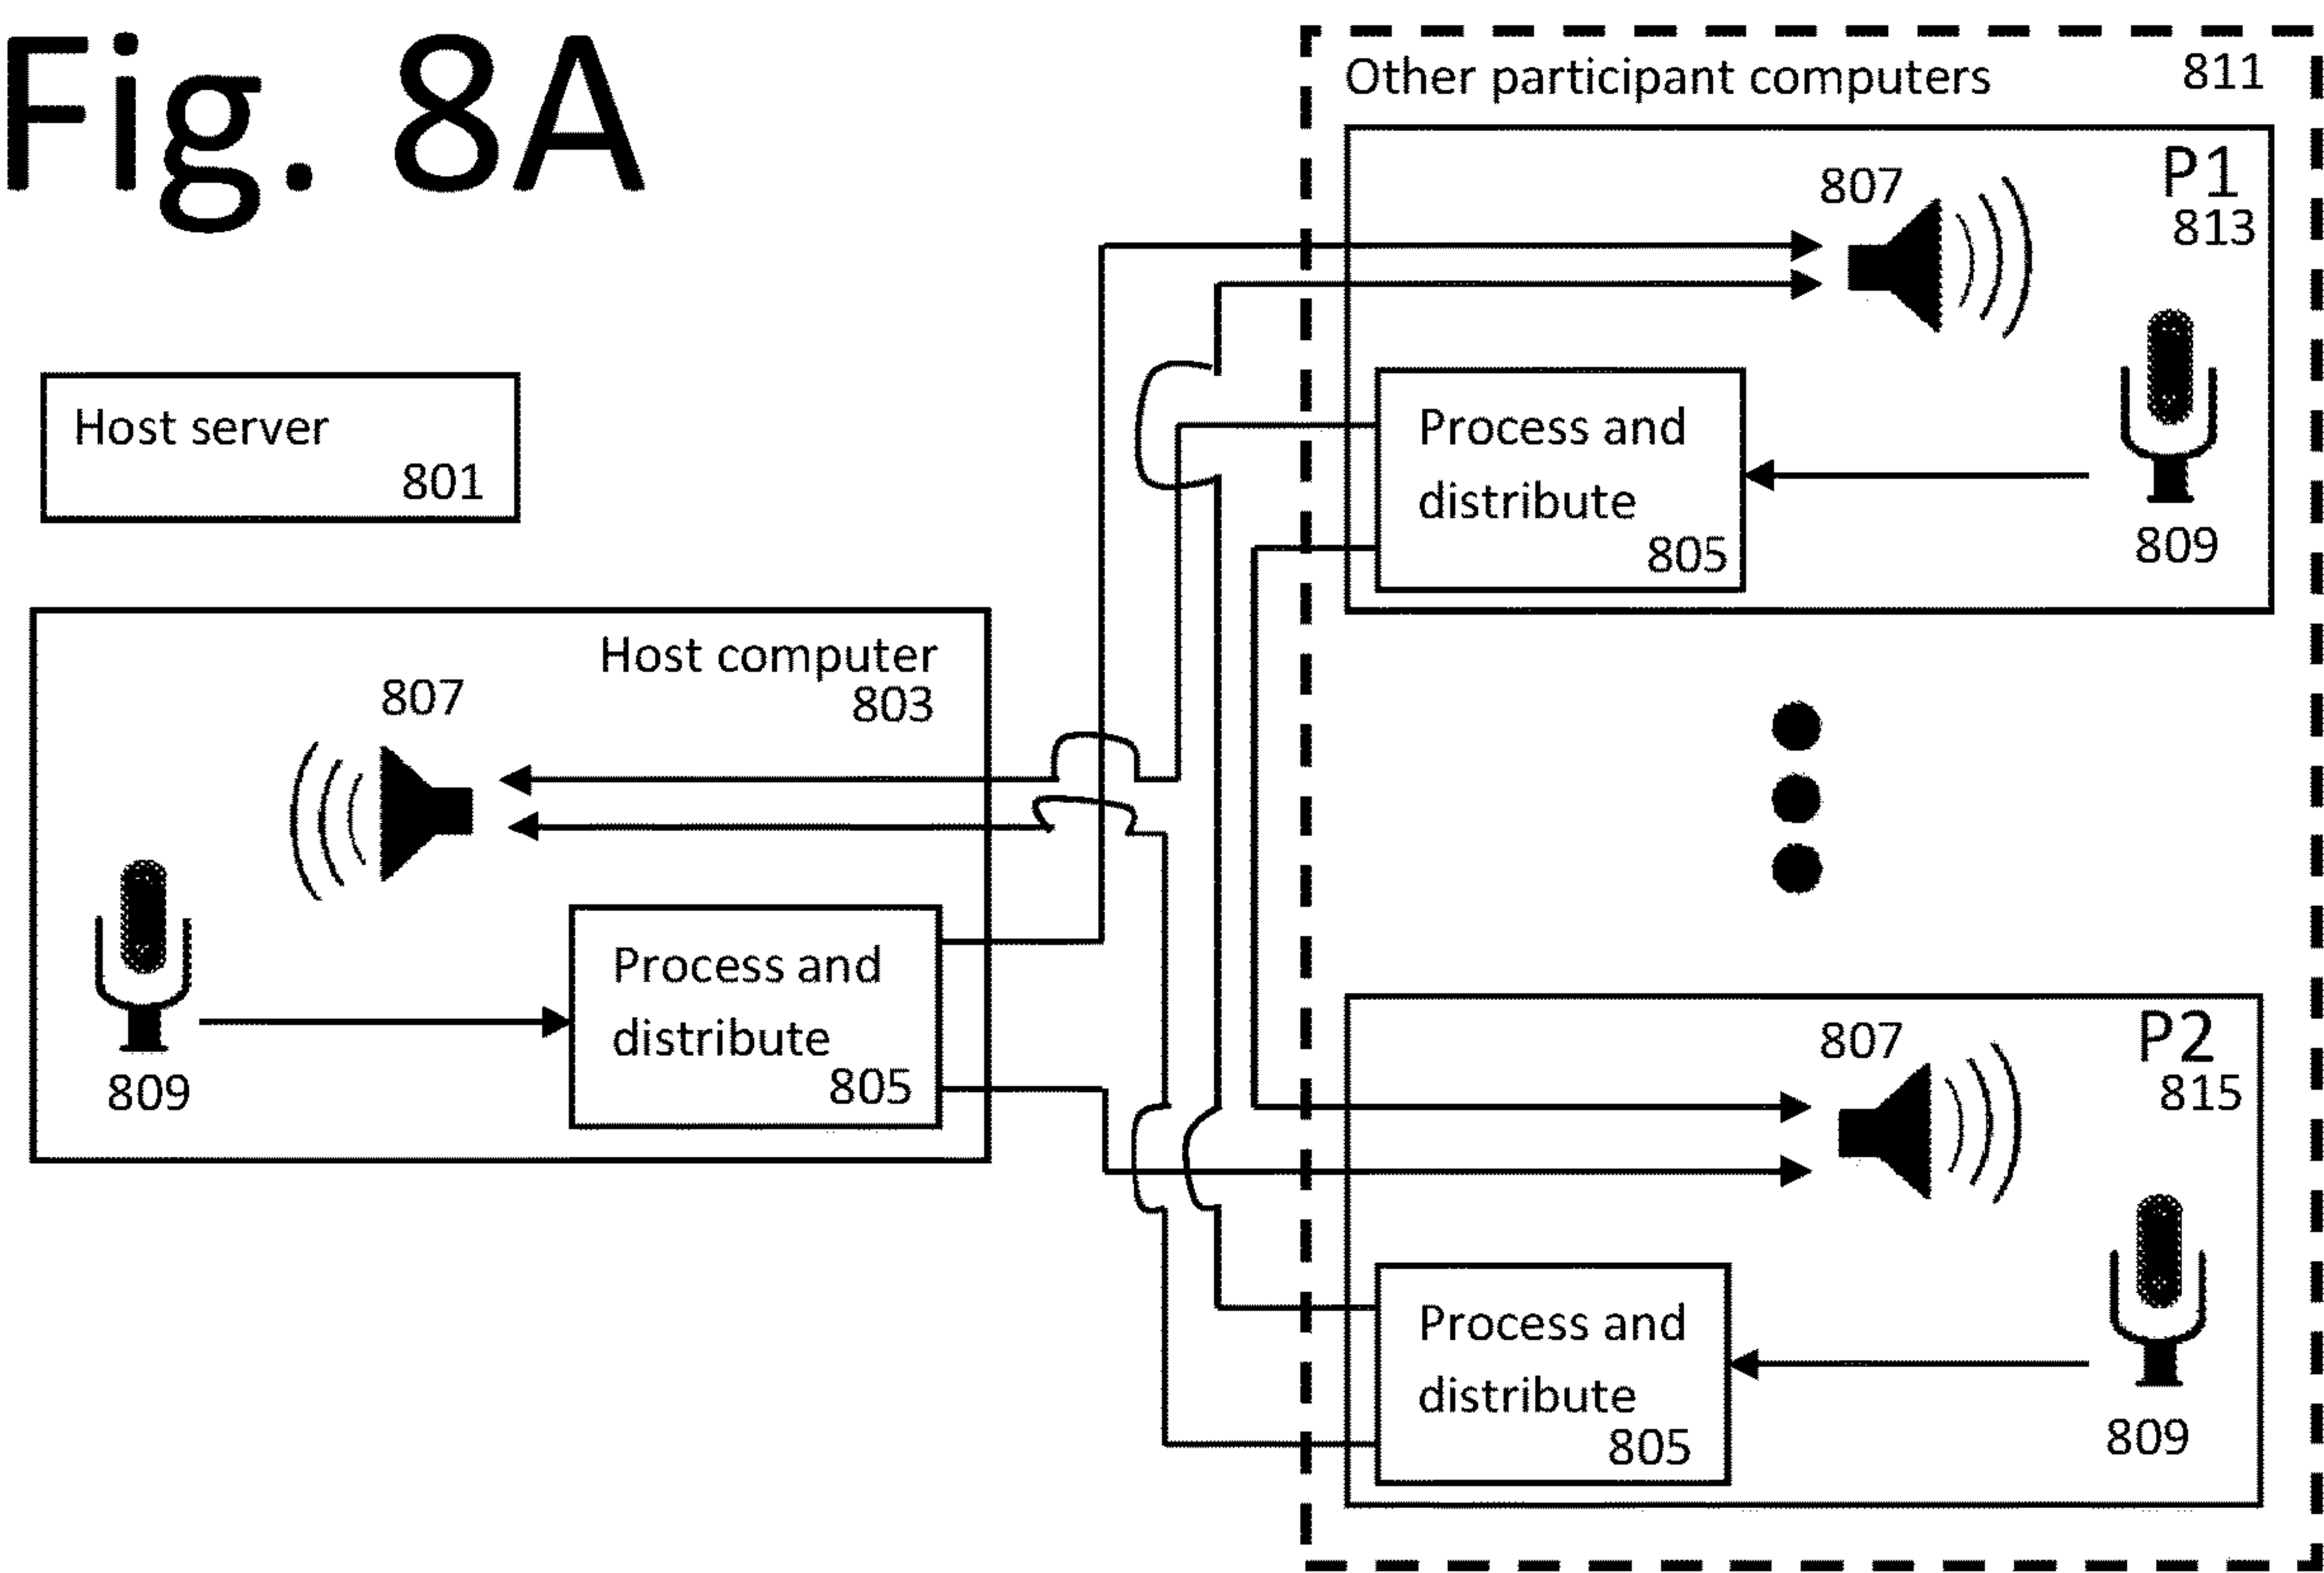 Fig. 8A
Other participant computers 811
807
P1
813
Process and
distribute
805
809
Host server
801
Host computer
803
807
Process and
distribute
805
809
P2
807
815
Process and
distribute
805
809